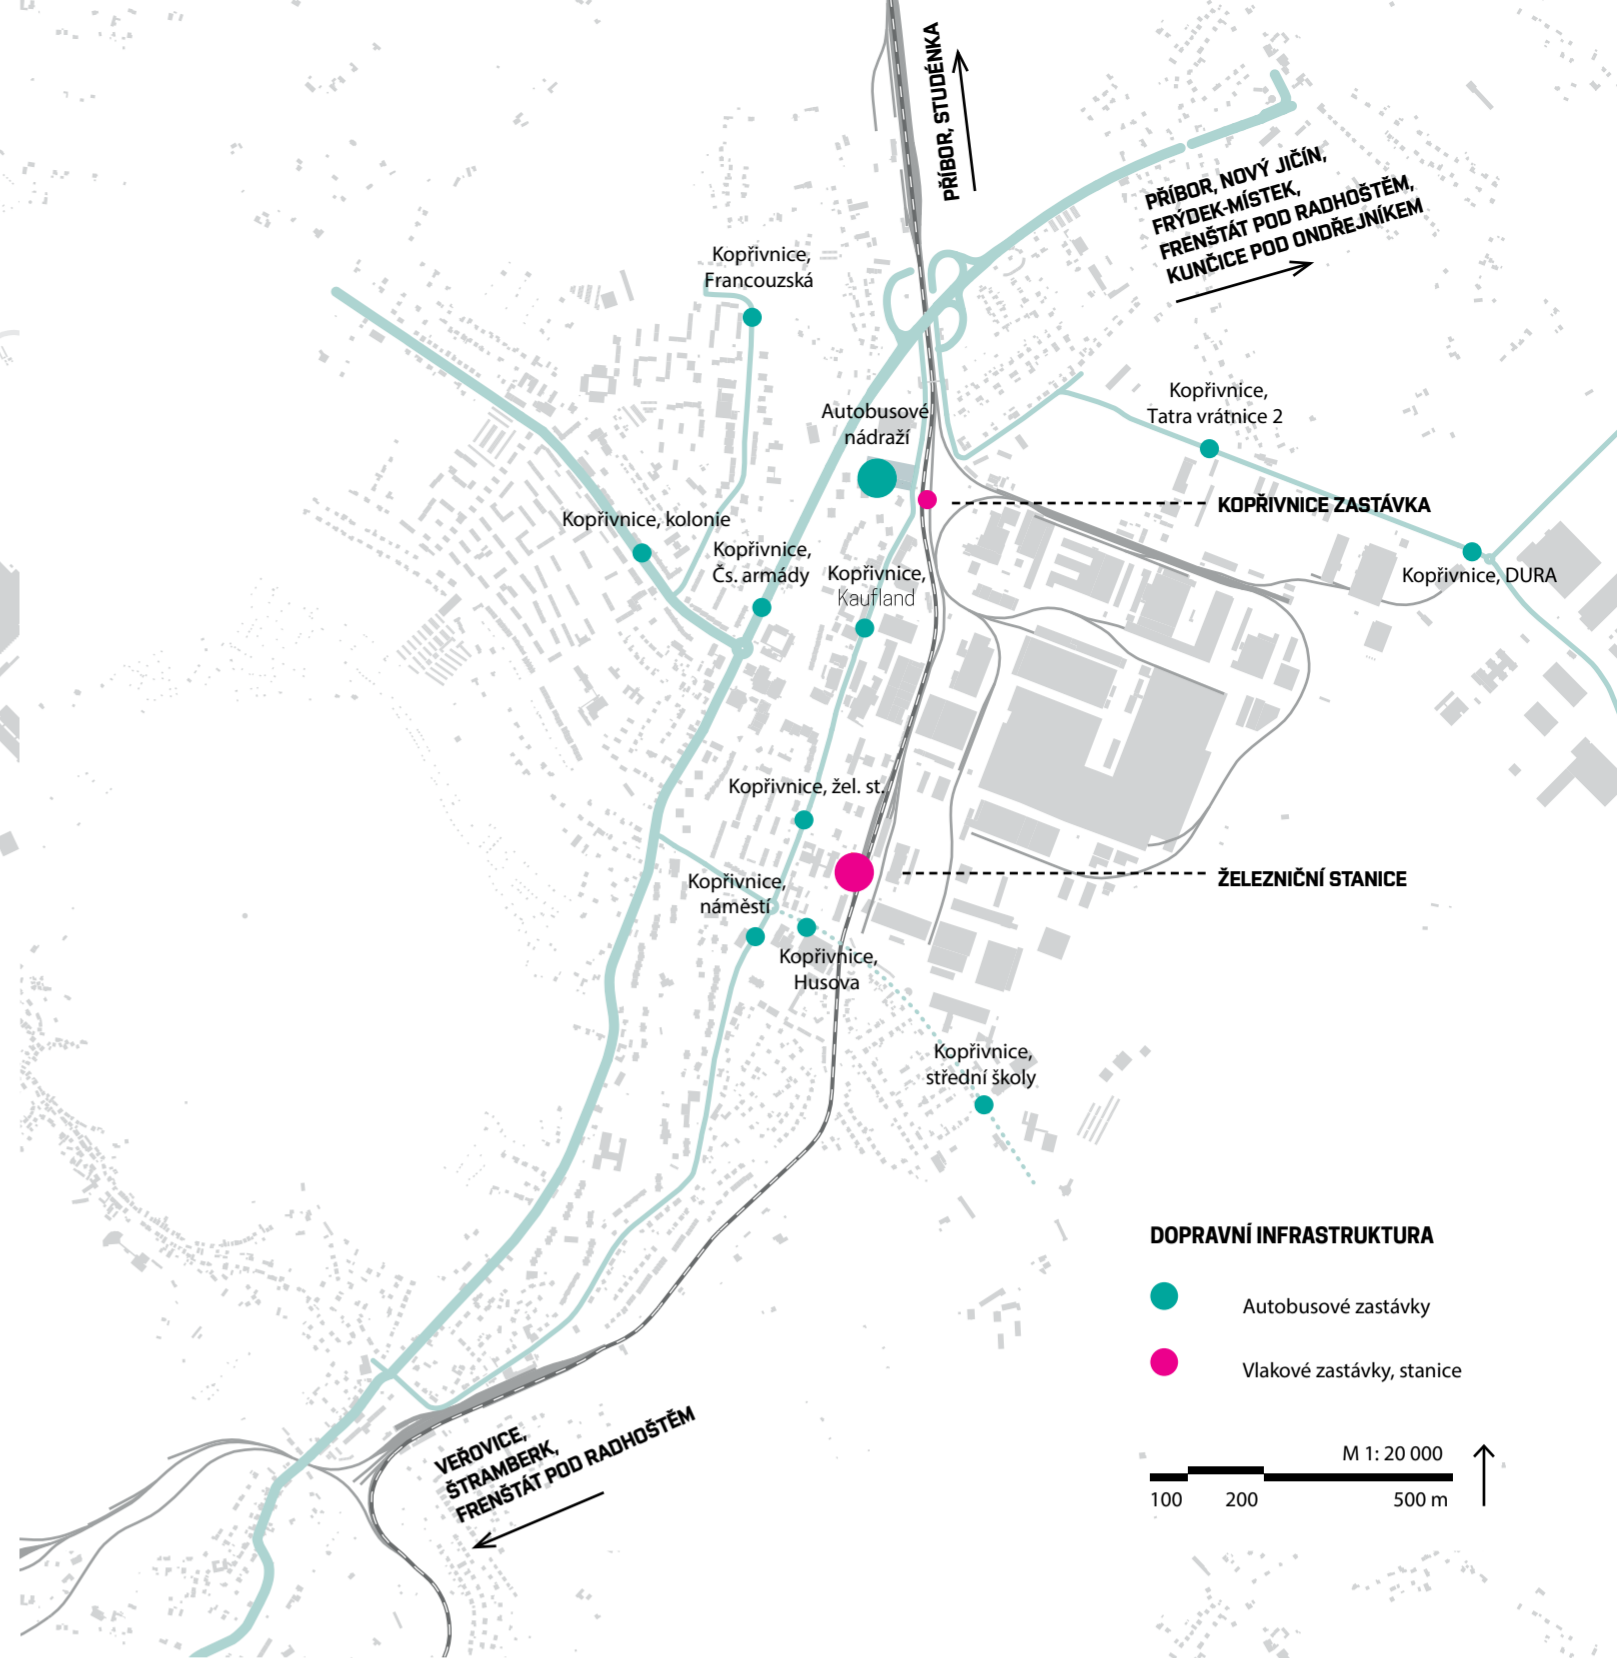 PŘÍBOR, STUDÉNKA
PŘÍBOR, NOVÝ JIČÍN,
FRÝDEK-MÍSTEK,
FRENŠTÁT POD RADHOŠTĚM,
KUNČICE POD ONDŘEJNÍKEM
Kopřivnice,
Francouzská
Autobusové
nádraží
Kopřivnice,
Tatra vrátnice 2
KOPŘIVNICE ZASTÁVKA
Kopřivnice, kolonie
Kopřivnice,
Čs. armády
Kopřivnice,
Kaufland
Kopřivnice, DURA
Kopřivnice, žel. st.
ŽELEZNIČNÍ STANICE
Kopřivnice,
náměstí
Kopřivnice,
Husova
Kopřivnice,
střední školy
DOPRAVNÍ INFRASTRUKTURA
Autobusové zastávky
Vlakové zastávky, stanice
VEŘOVICE,
ŠTRAMBERK,
FRENŠTÁT POD RADHOŠTĚM
M 1: 20 000
100 200 500 m